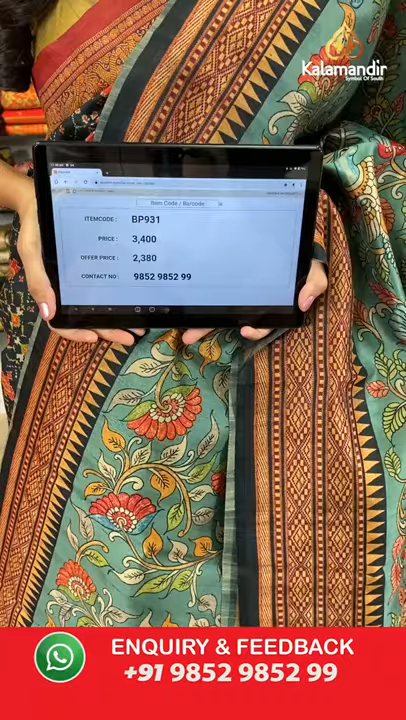 Kalamandir
Symbol Of South
Item Code / Barcode
ITEMCODE : BP931
PRICE : 3,400
OFFER PRICE : 2,380
CONTACT NO : 9852 9852 99
ENQUIRY & FEEDBACK
+91 9852 9852 99